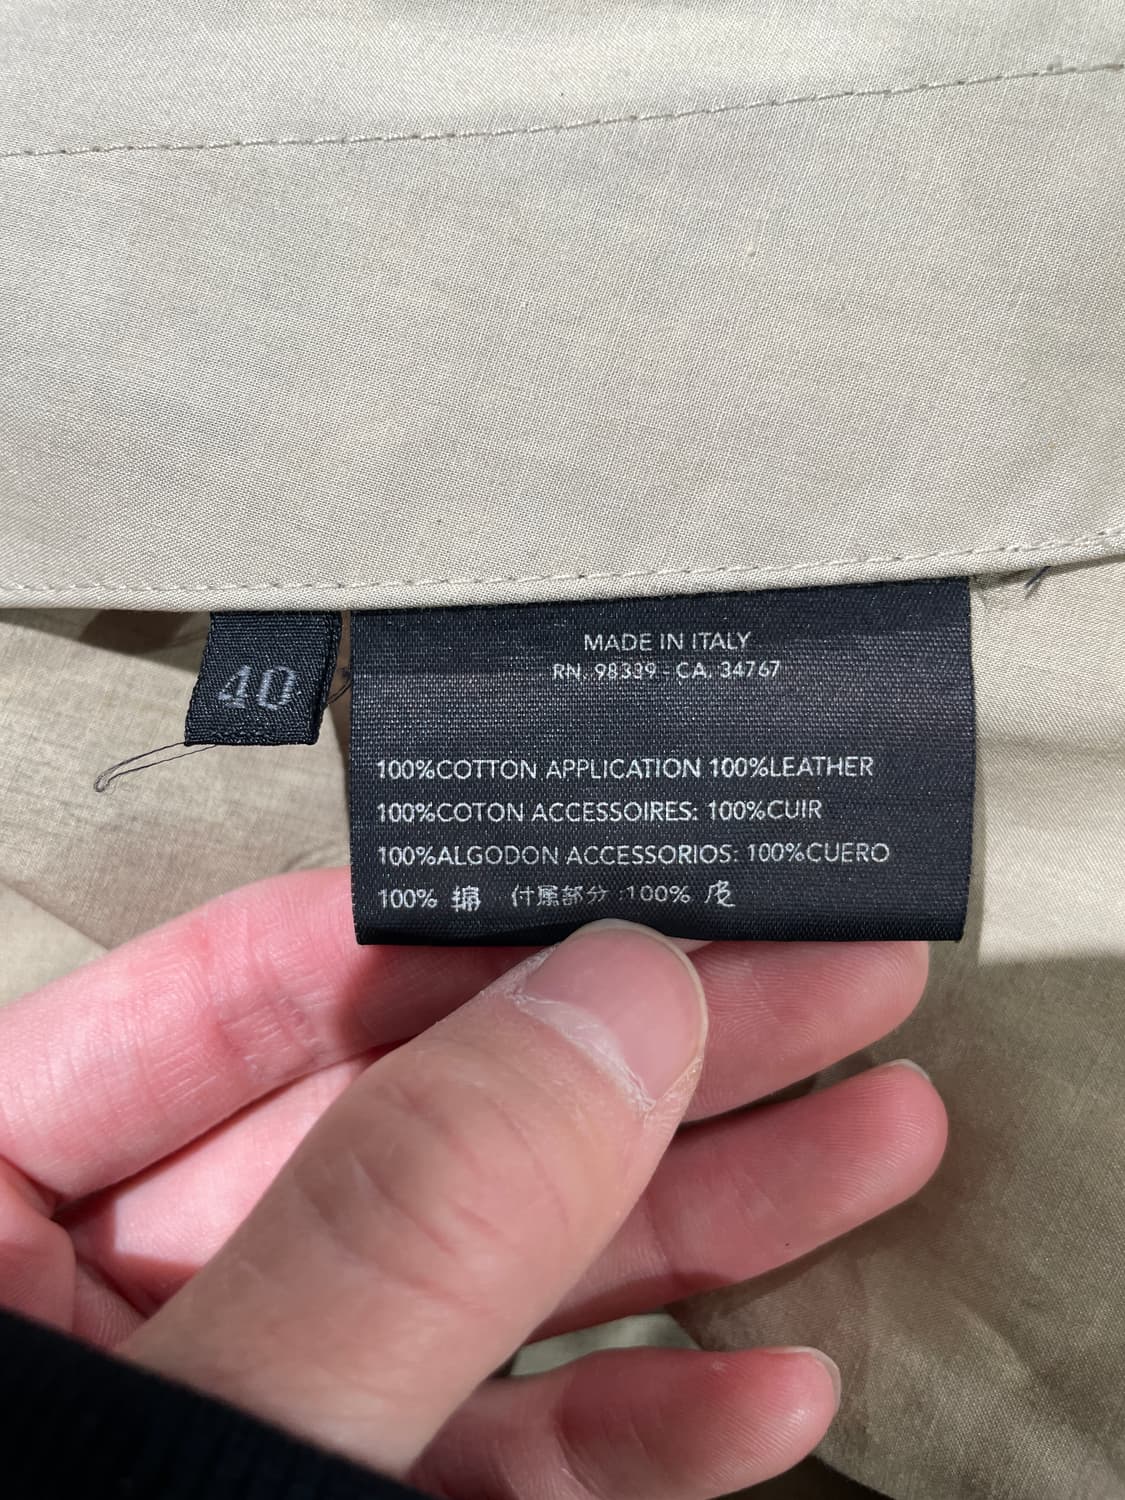 40
MADE IN ITALY
RN. 98339 - CA. 34767
100%COTTON APPLICATION 100%LEATHER
100%COTON ACCESSOIRES: 100%CUIR
100%ALGODON ACCESSORIOS: 100%CUERO
100% 付属部分 :100% 皮